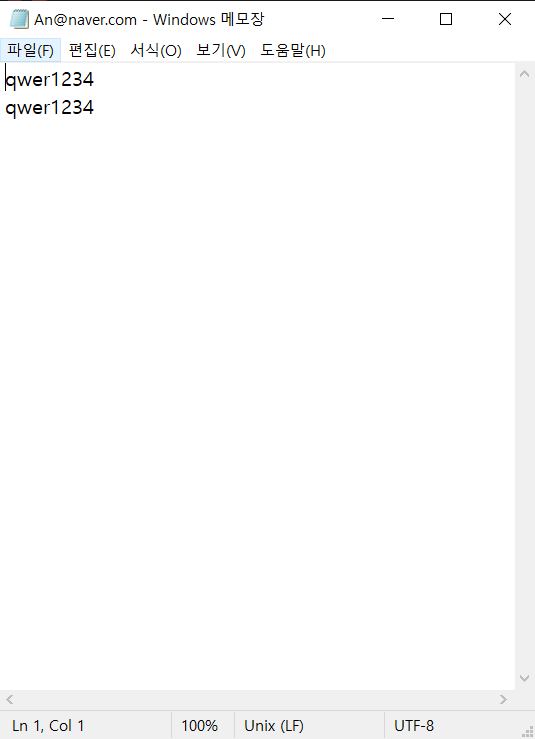 An@naver.com - Windows 메모장
파일(F) 편집(E) 서식(O) 보기(V) 도움말(H)
qwer1234
qwer1234
Ln 1, Col 1 100% Unix (LF) UTF-8